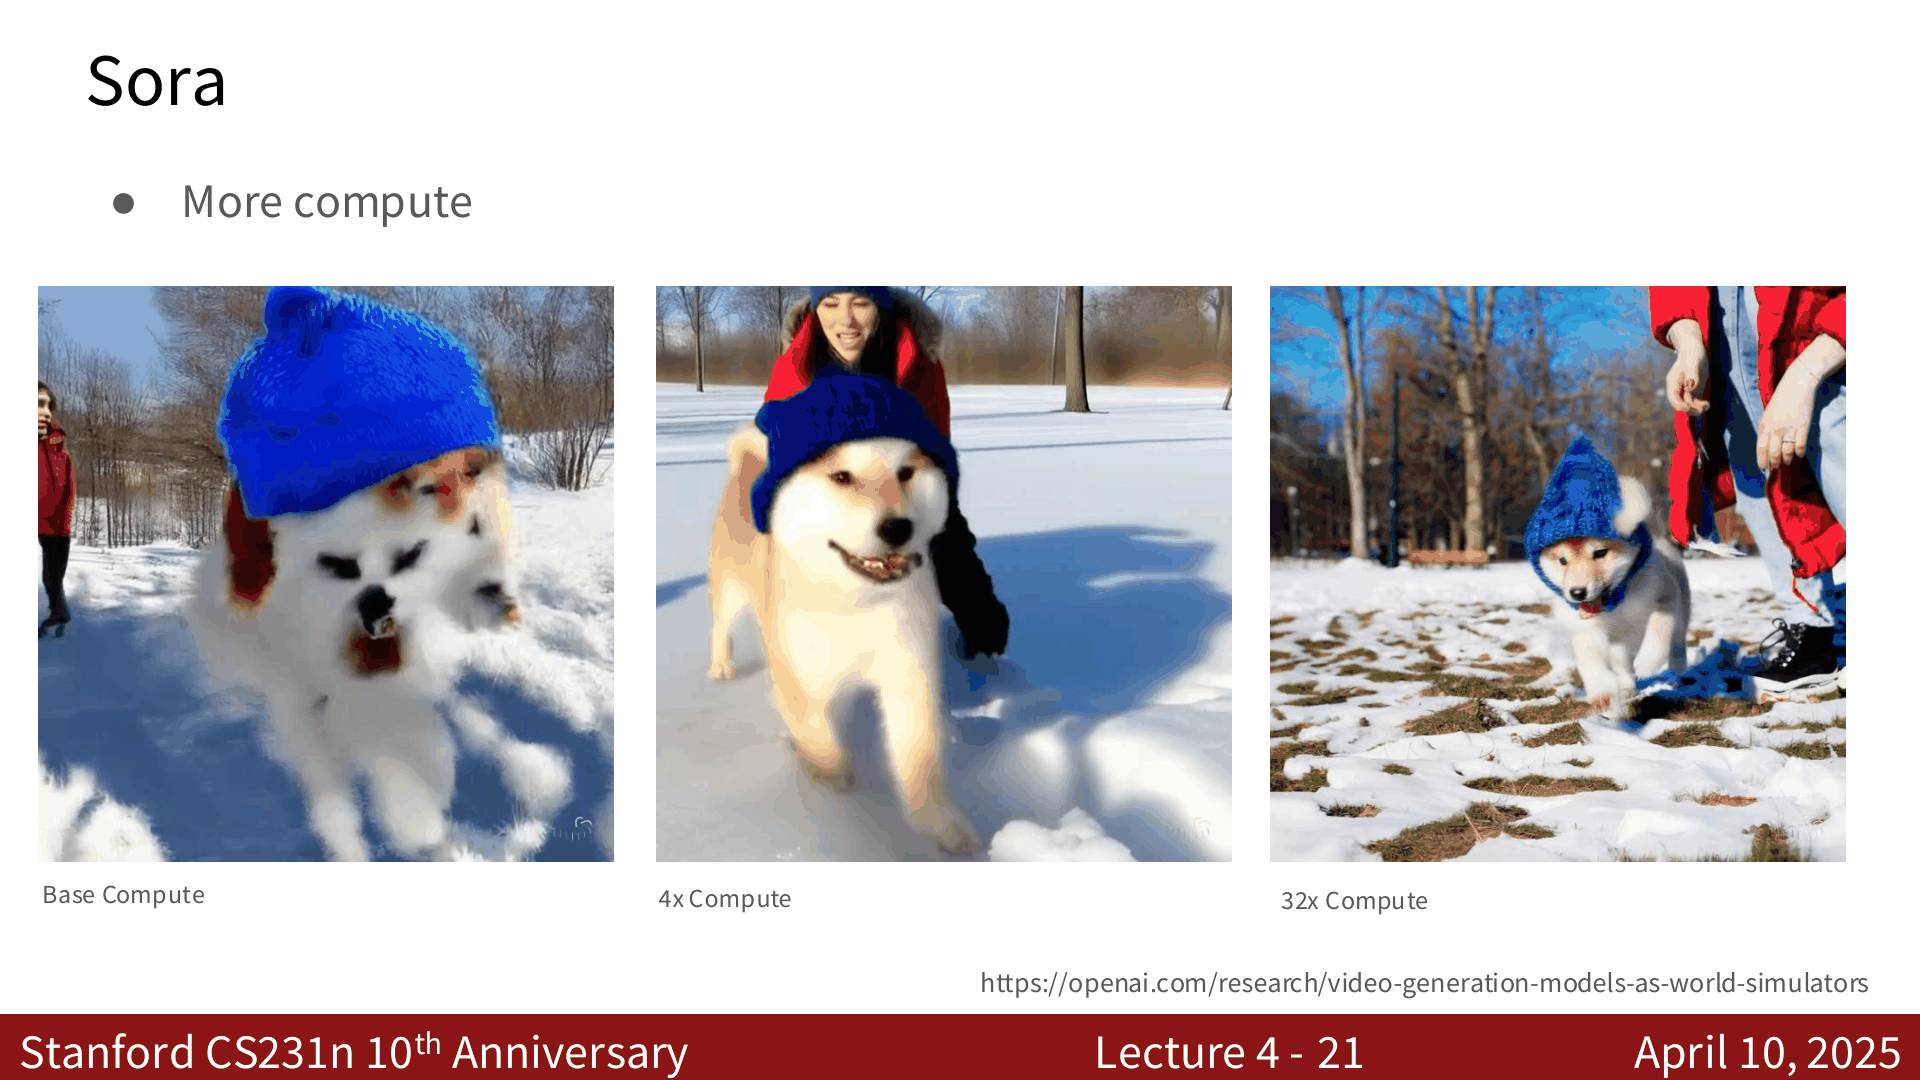 Sora
● More compute
Base Compute
4x Compute
32x Compute
https://openai.com/research/video-generation-models-as-world-simulators
Stanford CS231n 10th Anniversary
Lecture 4 - 21
April 10, 2025